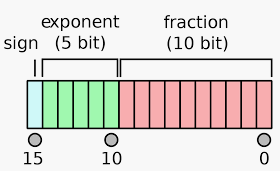 exponent fraction
sign (5 bit) (10 bit)
15 10 0